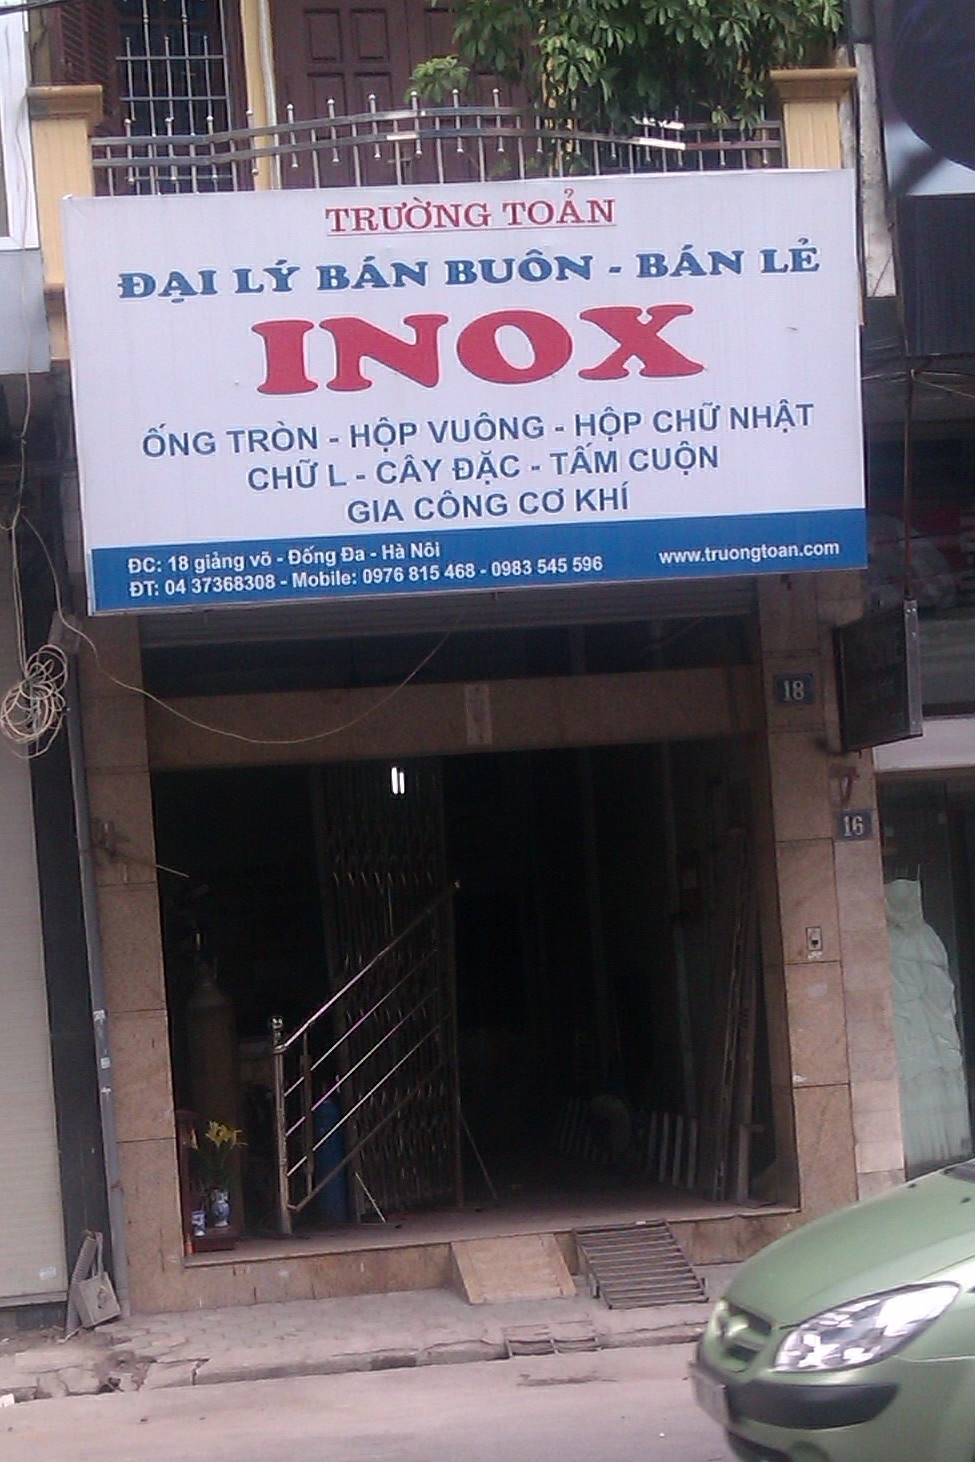 TRƯỜNG TOẢN
ĐẠI LÝ BÁN BUÔN - BÁN LẺ
INOX
ỐNG TRÒN - HỘP VUÔNG - HỘP CHỮ NHẬT
CHỮ L - CÂY ĐẶC - TẤM CUỘN
GIA CÔNG CƠ KHÍ
ĐC: 18 giảng võ - Đống Đa - Hà Nôi
ĐT: 04 37368308 - Mobile: 0976 815 468 - 0983 545 596
www.truongtoan.com
18
16